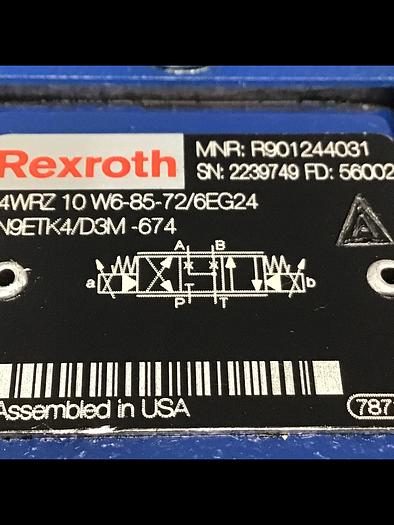 Rexroth
MNR: R901244031
SN: 2239749 FD: 56002
4WRZ 10 W6-85-72/6EG24
N9ETK4/D3M -674
A B
a b
P T
Assembled in USA
787